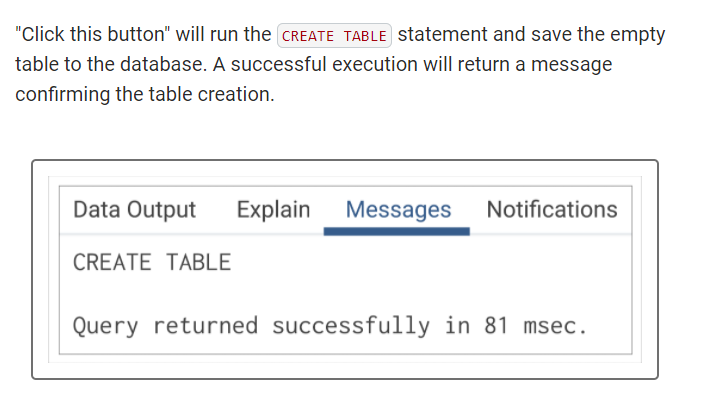 "Click this button" will run the CREATE TABLE statement and save the empty
table to the database. A successful execution will return a message
confirming the table creation.
Data Output Explain Messages Notifications
CREATE TABLE
Query returned successfully in 81 msec.